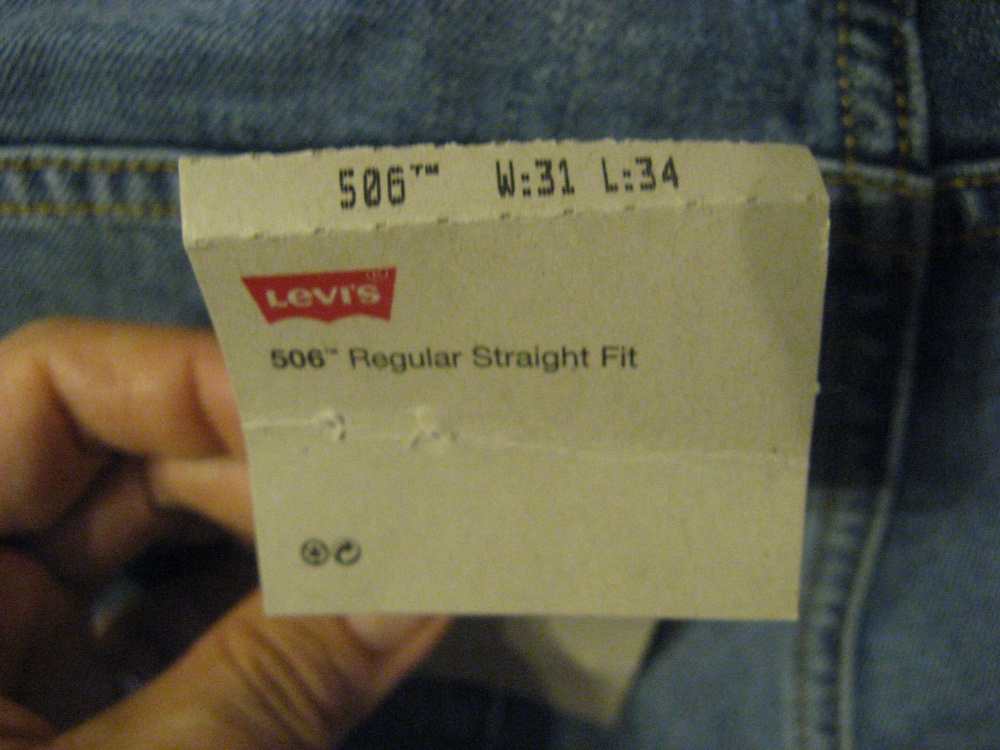 506™ W:31 L:34
LEVI'S
506™ Regular Straight Fit